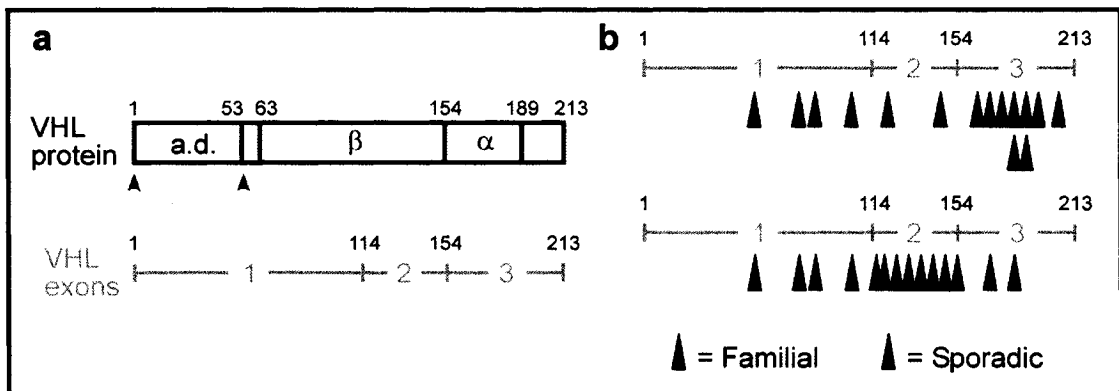 a
1 53 63 154 189 213
VHL protein a.d. β α
1 114 154 213
VHL exons 1 2 3
b
1 114 154 213
1 2 3
1 114 154 213
1 2 3
= Familial = Sporadic